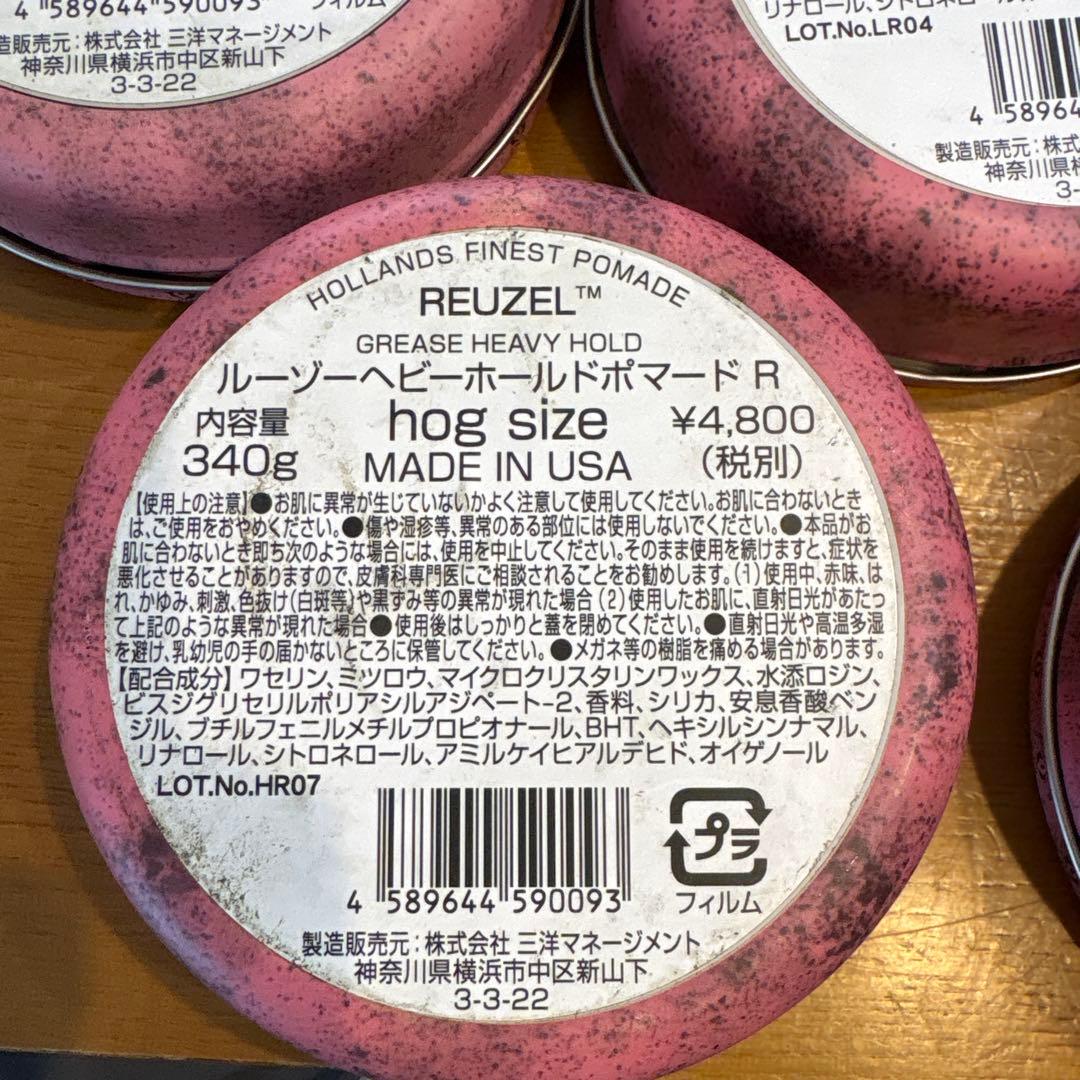 4 589644 590093
フィルム
造販売元：株式会社 三洋マネージメント
神奈川県横浜市中区新山下
3-3-22
LOT.No.LR04
4 58964
製造販売元：株式
神奈川県
HOLLANDS FINEST POMADE
REUZEL™
GREASE HEAVY HOLD
ルーゾーヘビーホールドポマード R
内容量 hog size ¥4,800
340g MADE IN USA （税別）
【使用上の注意】●お肌に異常が生じていないかよく注意して使用してください。お肌に合わないとき
は、ご使用をおやめください。●傷や湿疹等、異常のある部位には使用しないでください。●本品がお
肌に合わないとき即ち次のような場合には、使用を中止してください。そのまま使用を続けますと、症状を
悪化させることがありますので、皮膚科専門医にご相談されることをお勧めします。（1）使用中、赤味、は
れ、かゆみ、刺激、色抜け（白斑等）や黒ずみ等の異常が現れた場合（2）使用したお肌に、直射日光があたっ
て上記のような異常が現れた場合●使用後はしっかりと蓋を閉めてください。●直射日光や高温多湿
を避け、乳幼児の手の届かないところに保管してください。●メガネ等の樹脂を痛める場合があります。
【配合成分】ワセリン、ミツロウ、マイクロクリスタリンワックス、水添ロジン、
ビスジグリセリルポリアシルアジペート-2、香料、シリカ、安息香酸ベン
ジル、ブチルフェニルメチルプロピオナール、BHT、ヘキシルシンナマル、
リナロール、シトロネロール、アミルケイヒアルデヒド、オイゲノール
LOT.No.HR07
プラ
4 589644 590093
フィルム
製造販売元：株式会社 三洋マネージメント
神奈川県横浜市中区新山下
3-3-22